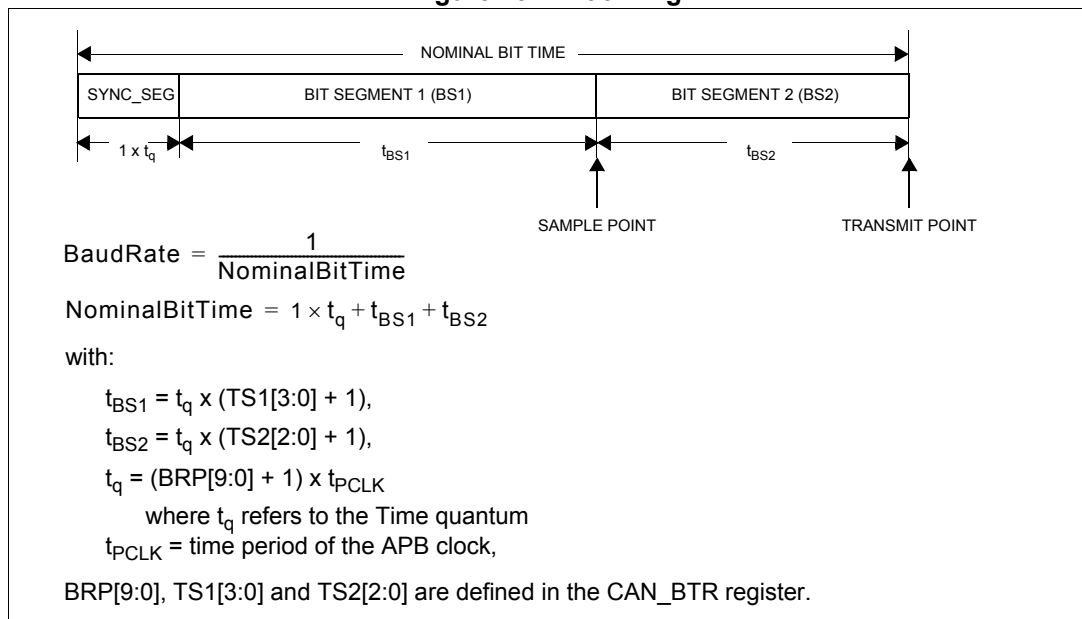 NOMINAL BIT TIME
SYNC_SEG BIT SEGMENT 1 (BS1) BIT SEGMENT 2 (BS2)
1 x tq tBS1 tBS2
SAMPLE POINT TRANSMIT POINT
BaudRate = 1 / NominalBitTime
NominalBitTime = 1 × tq + tBS1 + tBS2
with:
tBS1 = tq x (TS1[3:0] + 1),
tBS2 = tq x (TS2[2:0] + 1),
tq = (BRP[9:0] + 1) x tPCLK
where tq refers to the Time quantum
tPCLK = time period of the APB clock,
BRP[9:0], TS1[3:0] and TS2[2:0] are defined in the CAN_BTR register.